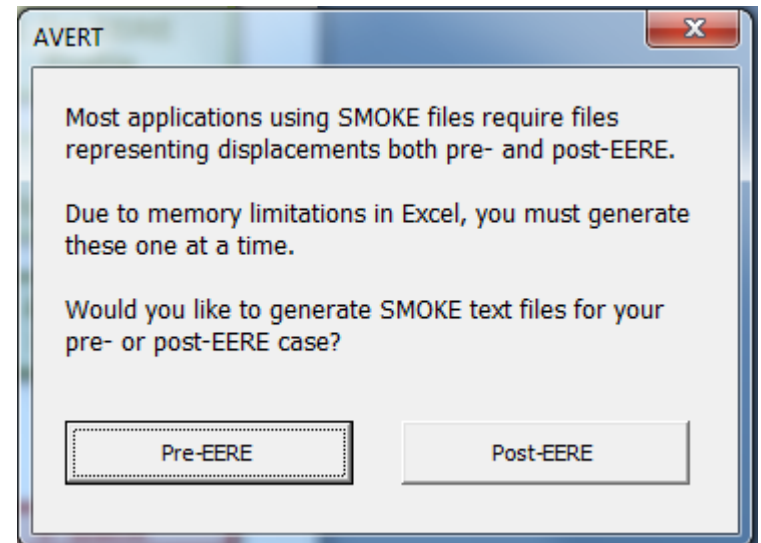 AVERT
Most applications using SMOKE files require files
representing displacements both pre- and post-EERE.
Due to memory limitations in Excel, you must generate
these one at a time.
Would you like to generate SMOKE text files for your
pre- or post-EERE case?
Pre-EERE
Post-EERE